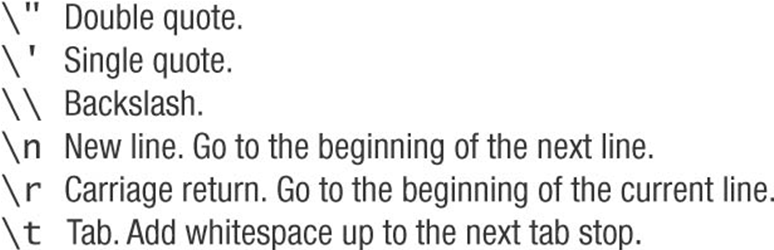 \" Double quote.
\' Single quote.
\\ Backslash.
\n New line. Go to the beginning of the next line.
\r Carriage return. Go to the beginning of the current line.
\t Tab. Add whitespace up to the next tab stop.